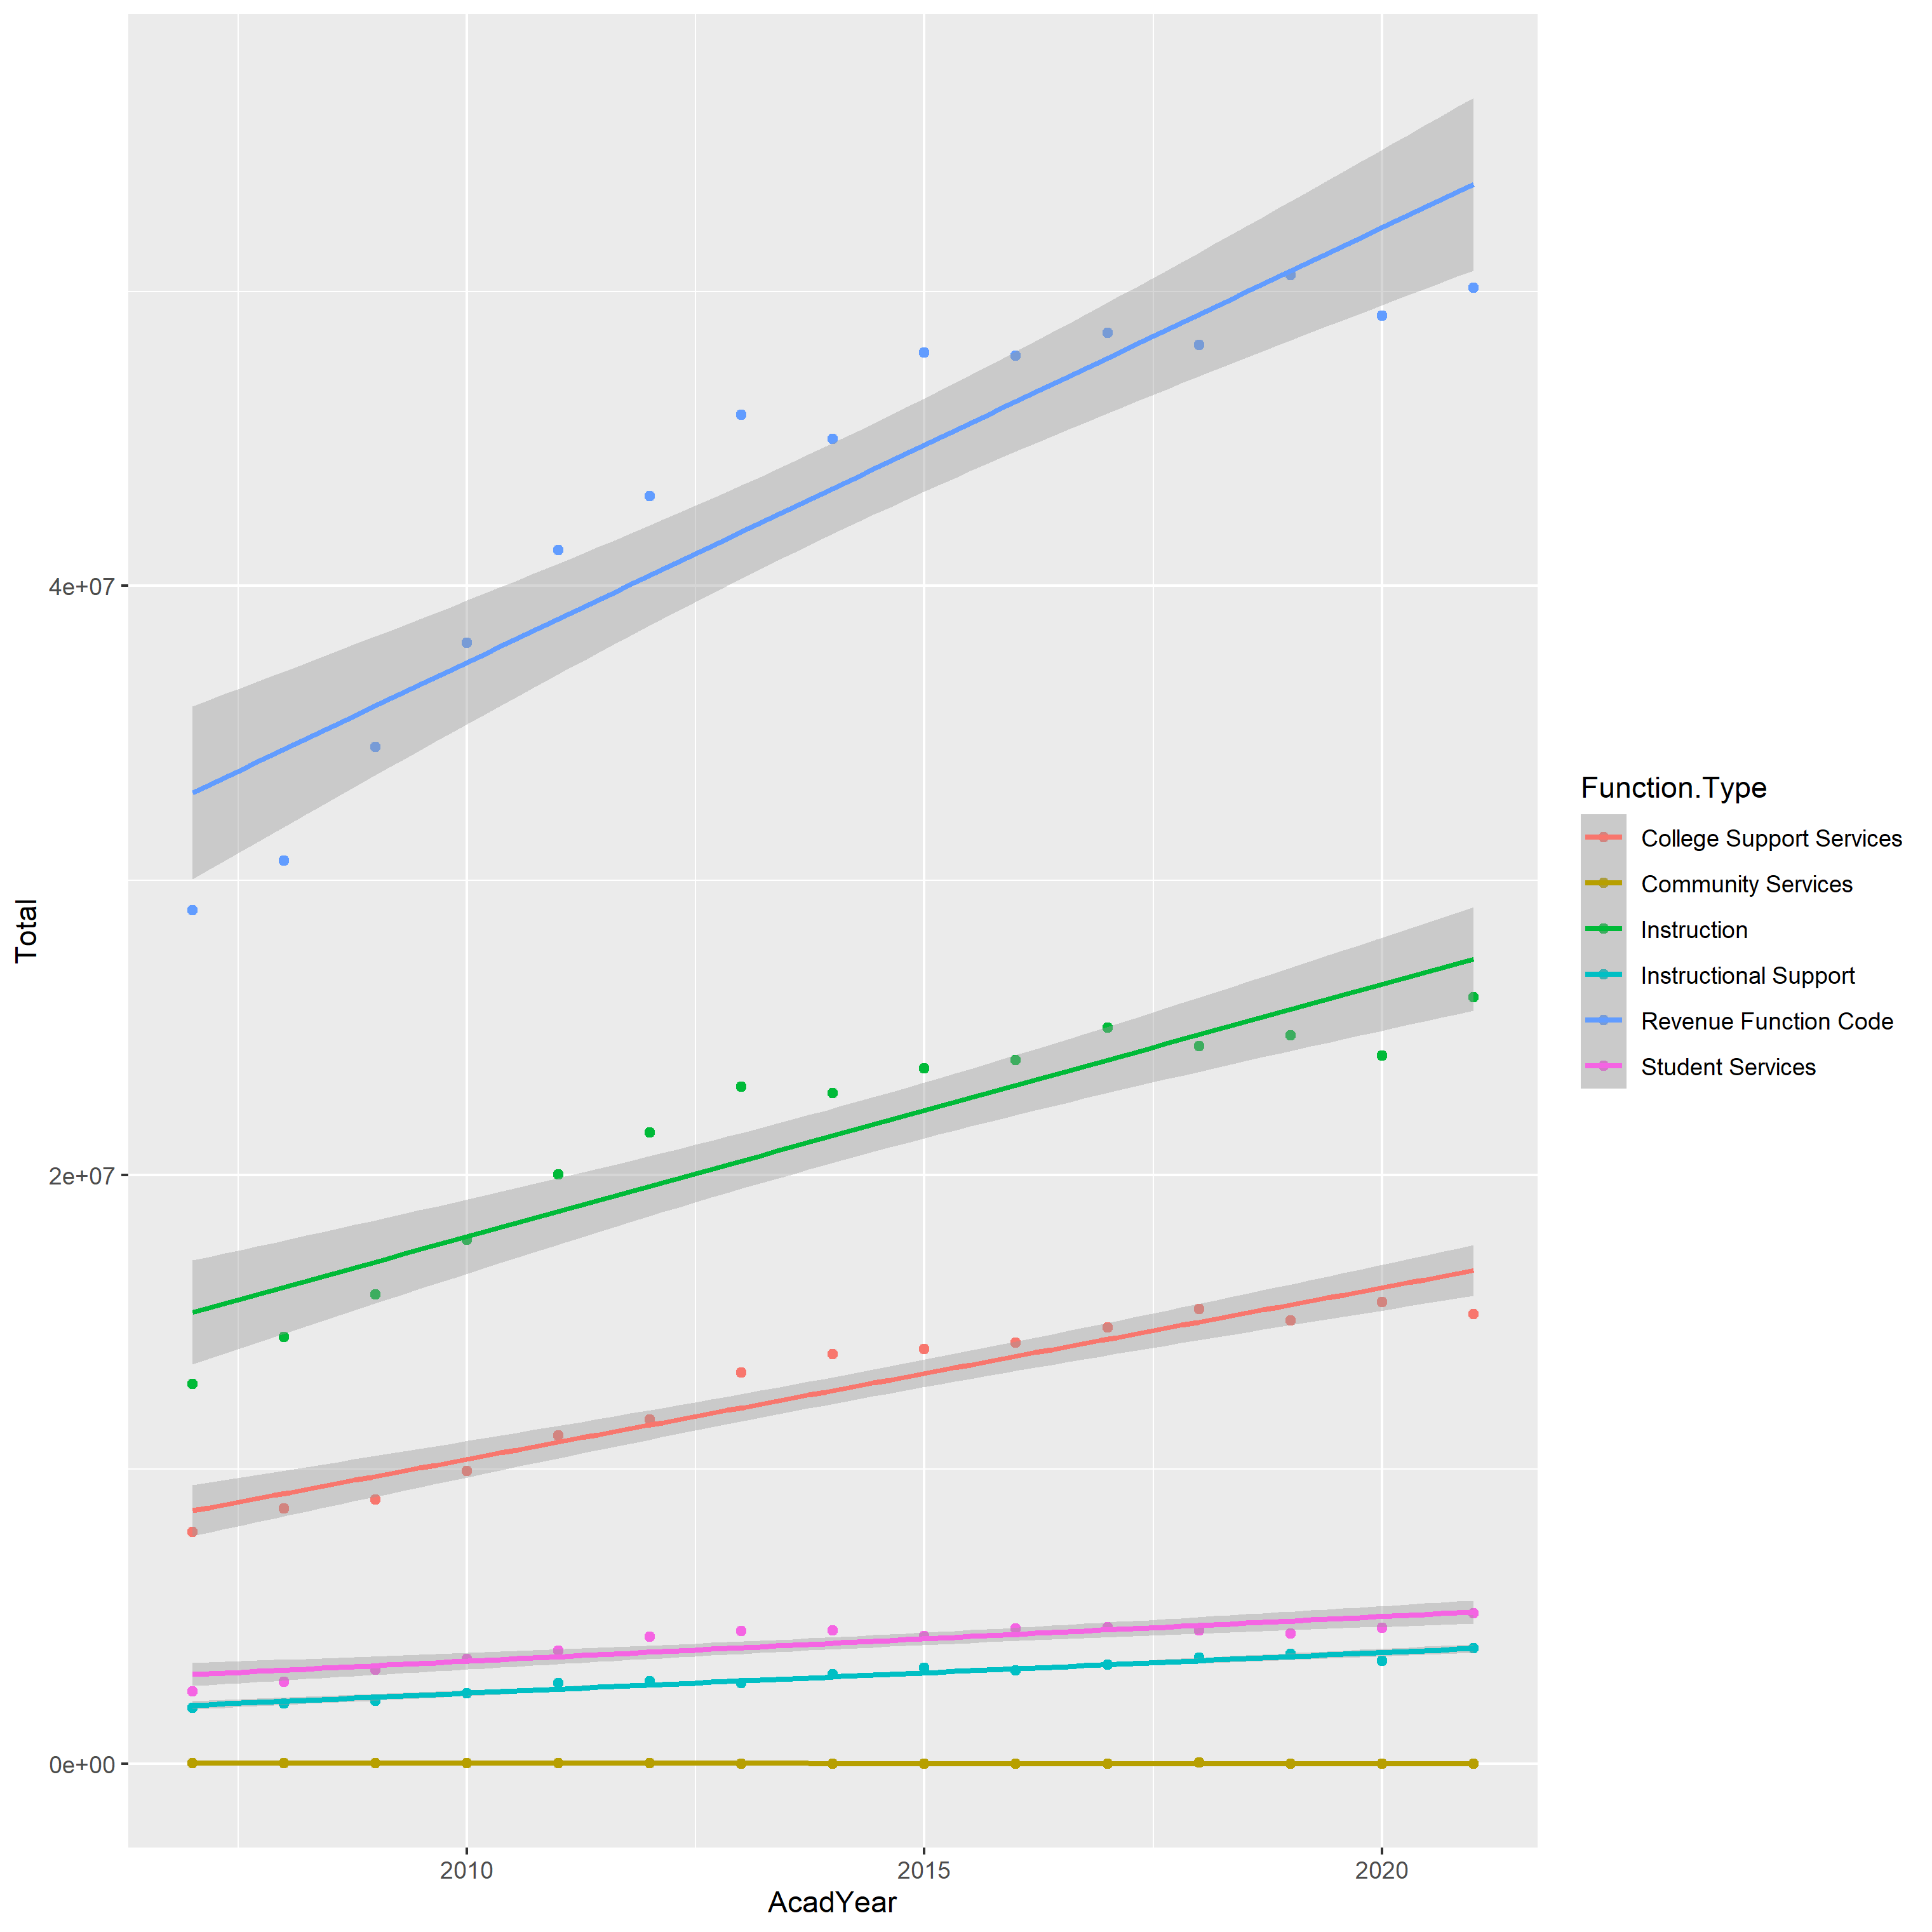 Total
4e+07
2e+07
0e+00
2010
2015
2020
AcadYear
Function.Type
College Support Services
Community Services
Instruction
Instructional Support
Revenue Function Code
Student Services